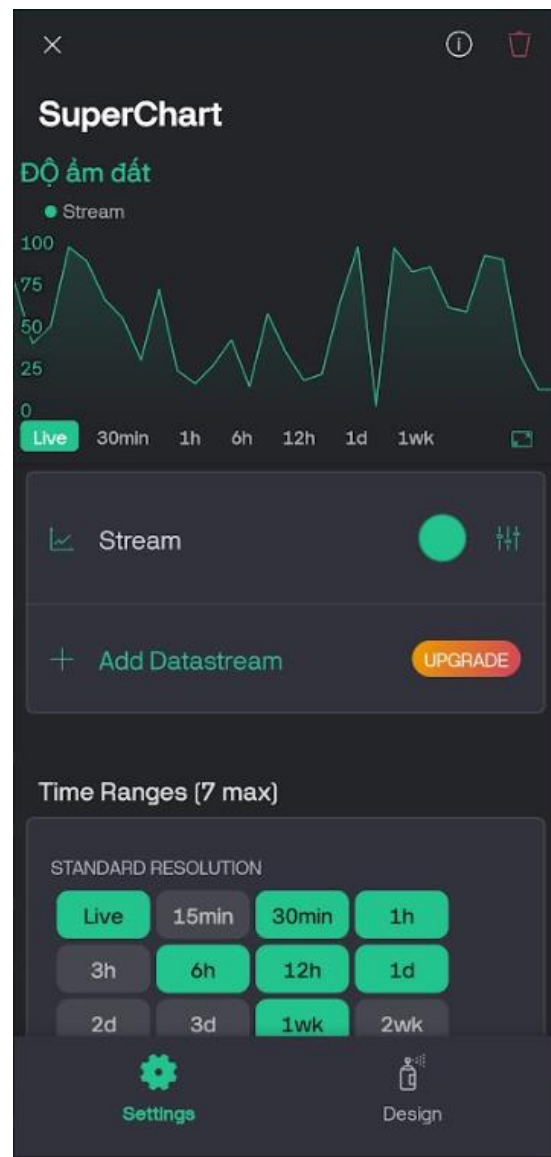 SuperChart
ĐỘ ẩm đất
Stream
100
75
50
25
0
Live 30min 1h 6h 12h 1d 1wk
Stream
Add Datastream UPGRADE
Time Ranges (7 max)
STANDARD RESOLUTION
Live 15min 30min 1h
3h 6h 12h 1d
2d 3d 1wk 2wk
Settings Design